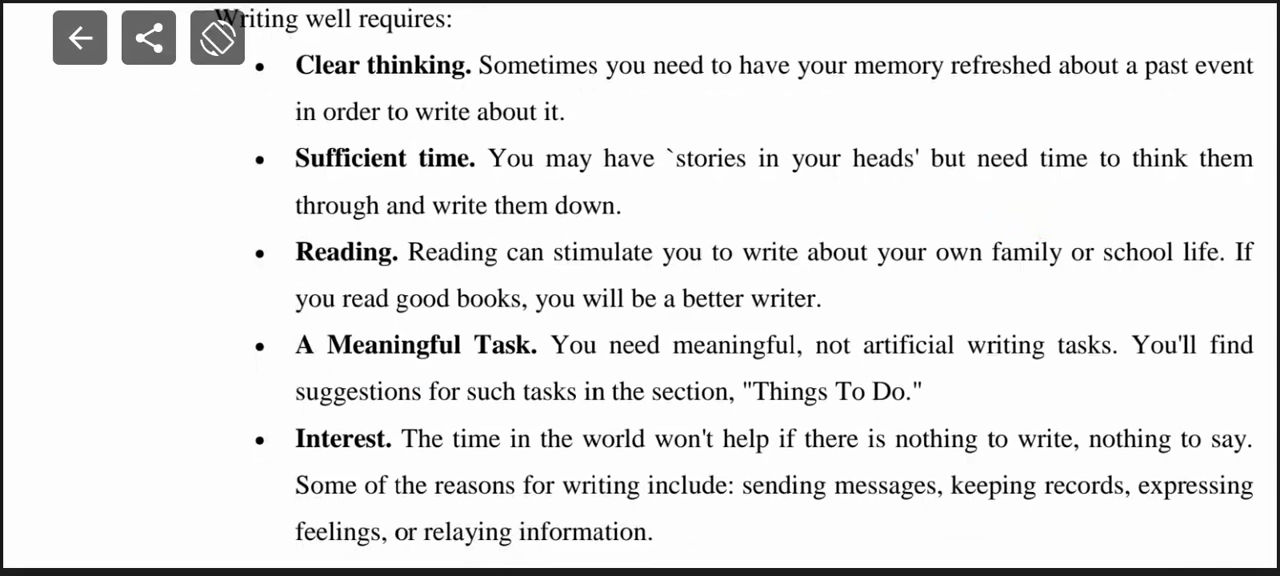 Writing well requires:
• Clear thinking. Sometimes you need to have your memory refreshed about a past event
in order to write about it.
• Sufficient time. You may have `stories in your heads' but need time to think them
through and write them down.
• Reading. Reading can stimulate you to write about your own family or school life. If
you read good books, you will be a better writer.
• A Meaningful Task. You need meaningful, not artificial writing tasks. You'll find
suggestions for such tasks in the section, "Things To Do."
• Interest. The time in the world won't help if there is nothing to write, nothing to say.
Some of the reasons for writing include: sending messages, keeping records, expressing
feelings, or relaying information.